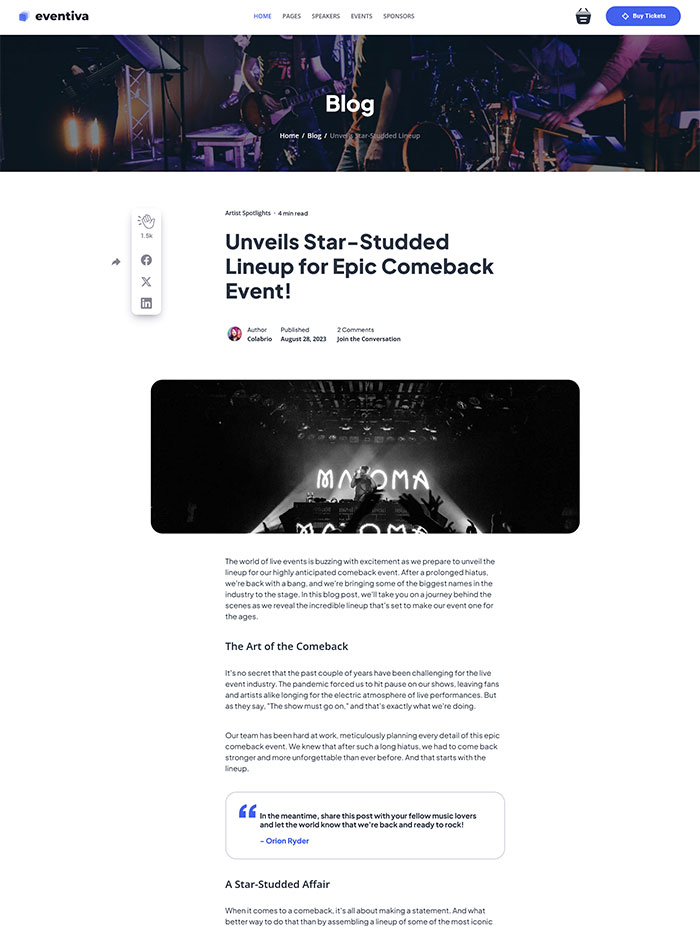 eventiva
HOME PAGES SPEAKERS EVENTS SPONSORS
Buy Tickets
Blog
Home / Blog / Unveils Star-Studded Lineup
1.5k
Artist Spotlights · 4 min read
Unveils Star-Studded
Lineup for Epic Comeback
Event!
Author Published 2 Comments
Colabrio August 28, 2023 Join the Conversation
MATOMA
MATOMA
The world of live events is buzzing with excitement as we prepare to unveil the
lineup for our highly anticipated comeback event. After a prolonged hiatus,
we're back with a bang, and we're bringing some of the biggest names in the
industry to the stage. In this blog post, we'll take you on a journey behind the
scenes as we reveal the incredible lineup that's set to make our event one for
the ages.
The Art of the Comeback
It's no secret that the past couple of years have been challenging for the live
event industry. The pandemic forced us to hit pause on our shows, leaving fans
and artists alike longing for the electric atmosphere of live performances. But
as they say, "The show must go on," and that's exactly what we're doing.
Our team has been hard at work, meticulously planning every detail of this epic
comeback event. We knew that after such a long hiatus, we had to come back
stronger and more unforgettable than ever before. And that starts with the
lineup.
In the meantime, share this post with your fellow music lovers
and let the world know that we're back and ready to rock!
– Orion Ryder
A Star-Studded Affair
When it comes to a comeback, it's all about making a statement. And what
better way to do that than by assembling a lineup of some of the most iconic